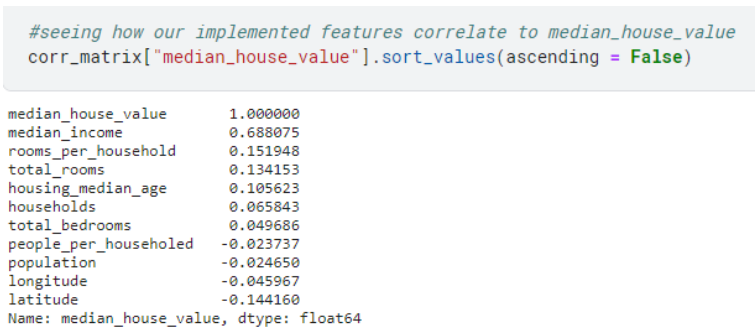 #seeing how our implemented features correlate to median_house_value
corr_matrix["median_house_value"].sort_values(ascending = False)
median_house_value 1.000000
median_income 0.688075
rooms_per_household 0.151948
total_rooms 0.134153
housing_median_age 0.105623
households 0.065843
total_bedrooms 0.049686
people_per_househoeld -0.023737
population -0.024650
longitude -0.045967
latitude -0.144160
Name: median_house_value, dtype: float64